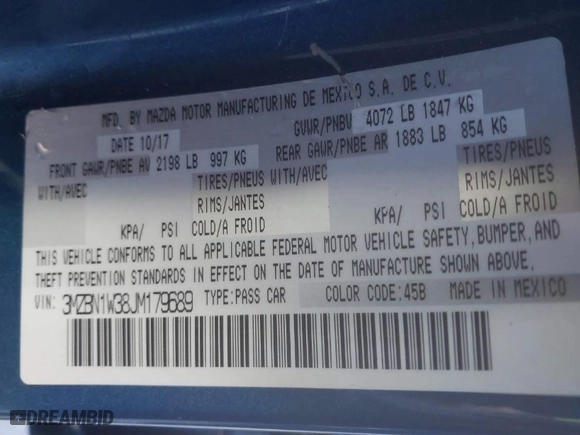 MFD. BY MAZDA MOTOR MANUFACTURING DE MEXICO S.A. DE C.V.
DATE 10/17 GVWR/PNBV 4072 LB 1847 KG
FRONT GAWR/PNBE AV 2198 LB 997 KG REAR GAWR/PNBE AR 1883 LB 854 KG
WITH/AVEC TIRES/PNEUS WITH/AVEC TIRES/PNEUS
RIMS/JANTES RIMS/JANTES
KPA/ PSI COLD/A FROID KPA/ PSI COLD/A FROID
THIS VEHICLE CONFORMS TO ALL APPLICABLE FEDERAL MOTOR VEHICLE SAFETY, BUMPER, AND
THEFT PREVENTION STANDARDS IN EFFECT ON THE DATE OF MANUFACTURE SHOWN ABOVE.
VIN: 3MZBN1W38JM179689 TYPE:PASS CAR COLOR CODE:45B MADE IN MEXICO
DREAMBID